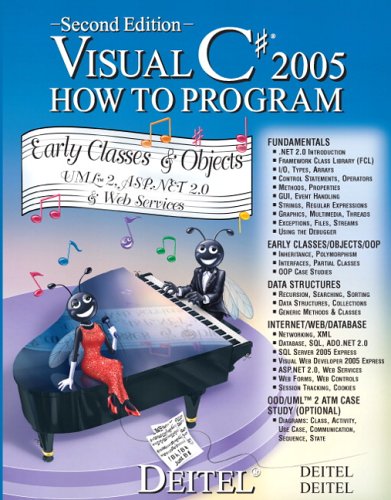 –Second Edition–
VISUAL C#® 2005
HOW TO PROGRAM
Early Classes & Objects
UML™ 2, ASP.NET 2.0
& Web Services
FUNDAMENTALS
• .NET 2.0 INTRODUCTION
• FRAMEWORK CLASS LIBRARY (FCL)
• I/O, TYPES, ARRAYS
• CONTROL STATEMENTS, OPERATORS
• METHODS, PROPERTIES
• GUI, EVENT HANDLING
• STRINGS, REGULAR EXPRESSIONS
• GRAPHICS, MULTIMEDIA, THREADS
• EXCEPTIONS, FILES, STREAMS
• USING THE DEBUGGER
EARLY CLASSES/OBJECTS/OOP
• INHERITANCE, POLYMORPHISM
• INTERFACES, PARTIAL CLASSES
• OOP CASE STUDIES
DATA STRUCTURES
• RECURSION, SEARCHING, SORTING
• DATA STRUCTURES, COLLECTIONS
• GENERIC METHODS & CLASSES
INTERNET/WEB/DATABASE
• NETWORKING, XML
• DATABASE, SQL, ADO.NET 2.0
• SQL SERVER 2005 EXPRESS
• VISUAL WEB DEVELOPER 2005 EXPRESS
• ASP.NET 2.0, WEB SERVICES
• WEB FORMS, WEB CONTROLS
• SESSION TRACKING, COOKIES
OOD/UML™ 2 ATM CASE
STUDY (OPTIONAL)
• DIAGRAMS: CLASS, ACTIVITY,
USE CASE, COMMUNICATION,
SEQUENCE, STATE
DEITEL®
DEITEL
DEITEL